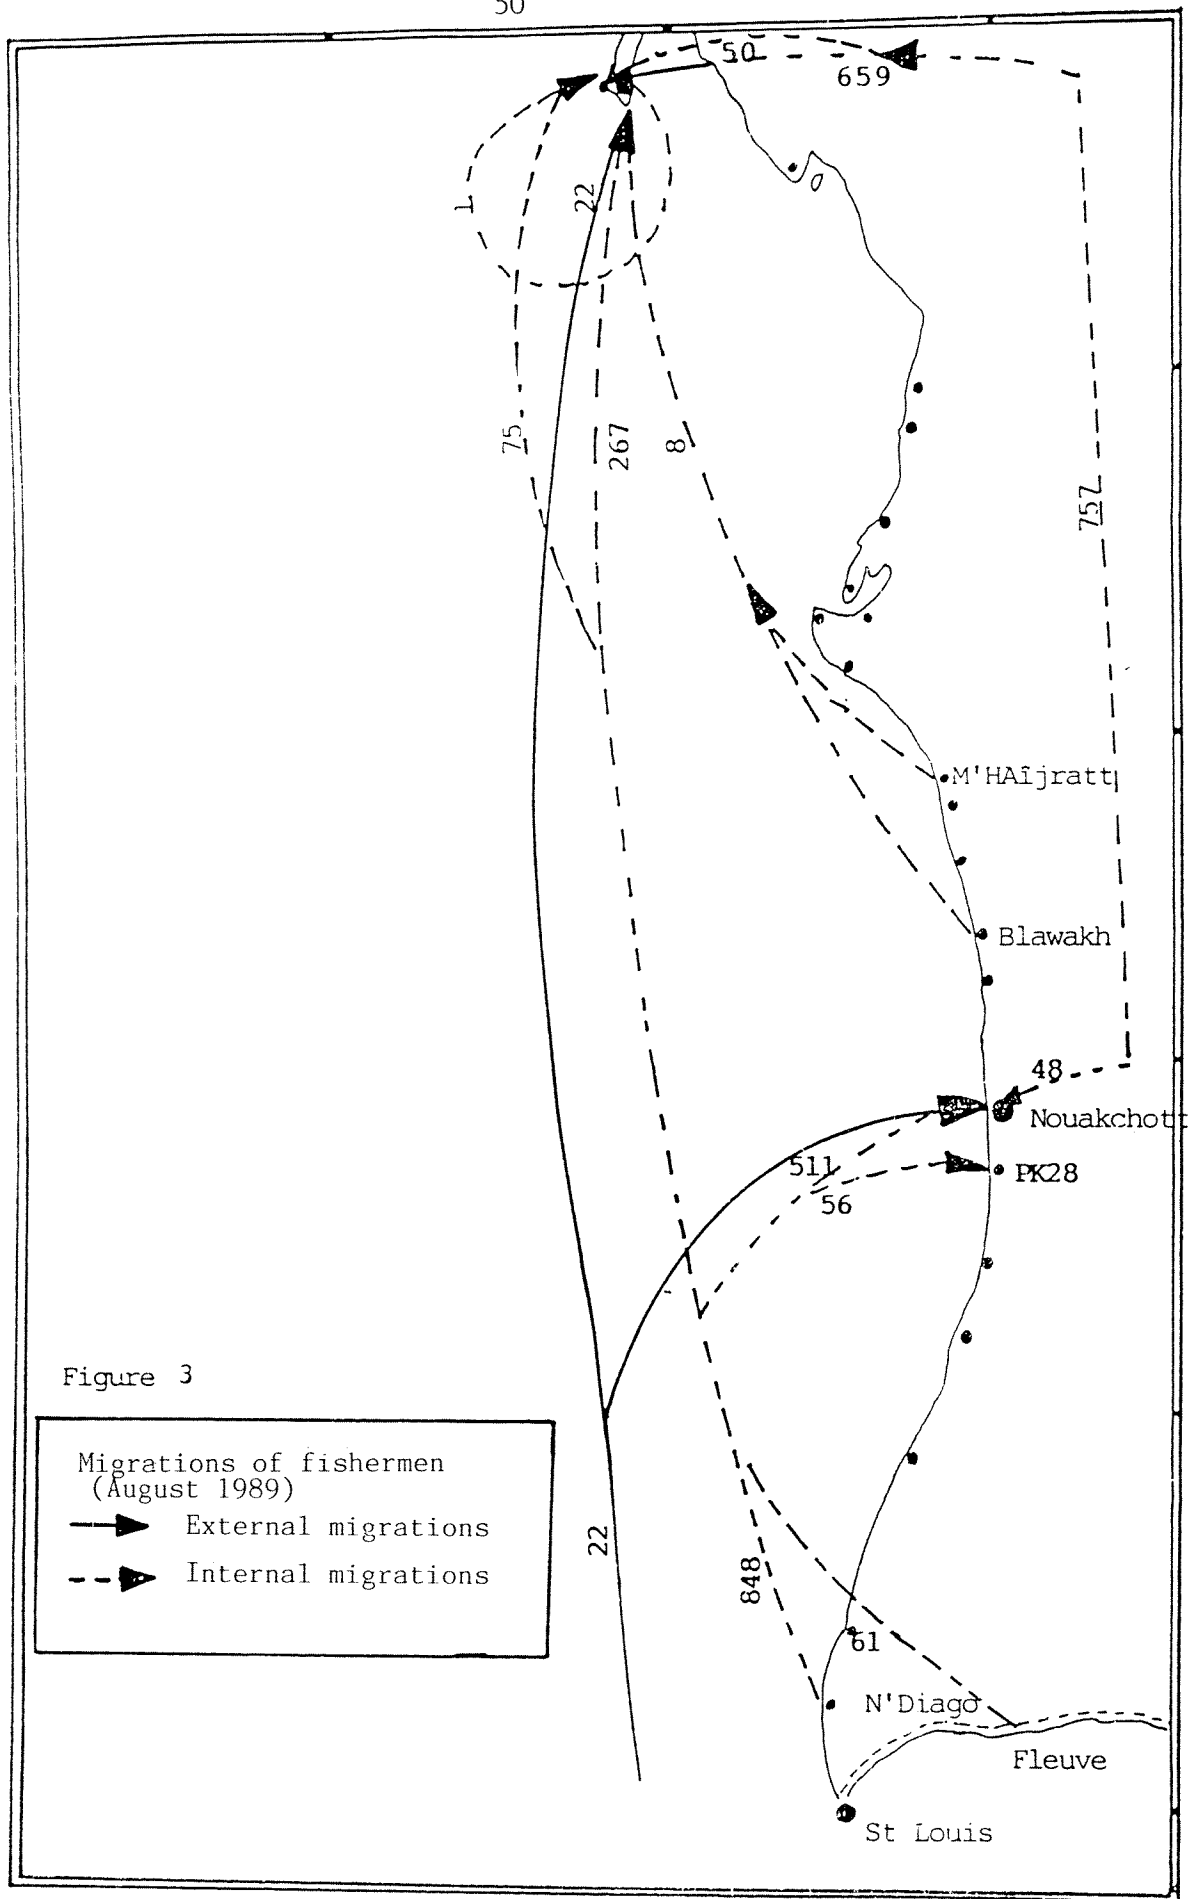 50
50
659
1
22
75
267
8
757
M'HAîjratt
Blawakh
48
Nouakchott
511
PK28
56
Figure 3
Migrations of fishermen
(August 1989)
External migrations
Internal migrations
22
848
61
N'Diago
Fleuve
St Louis